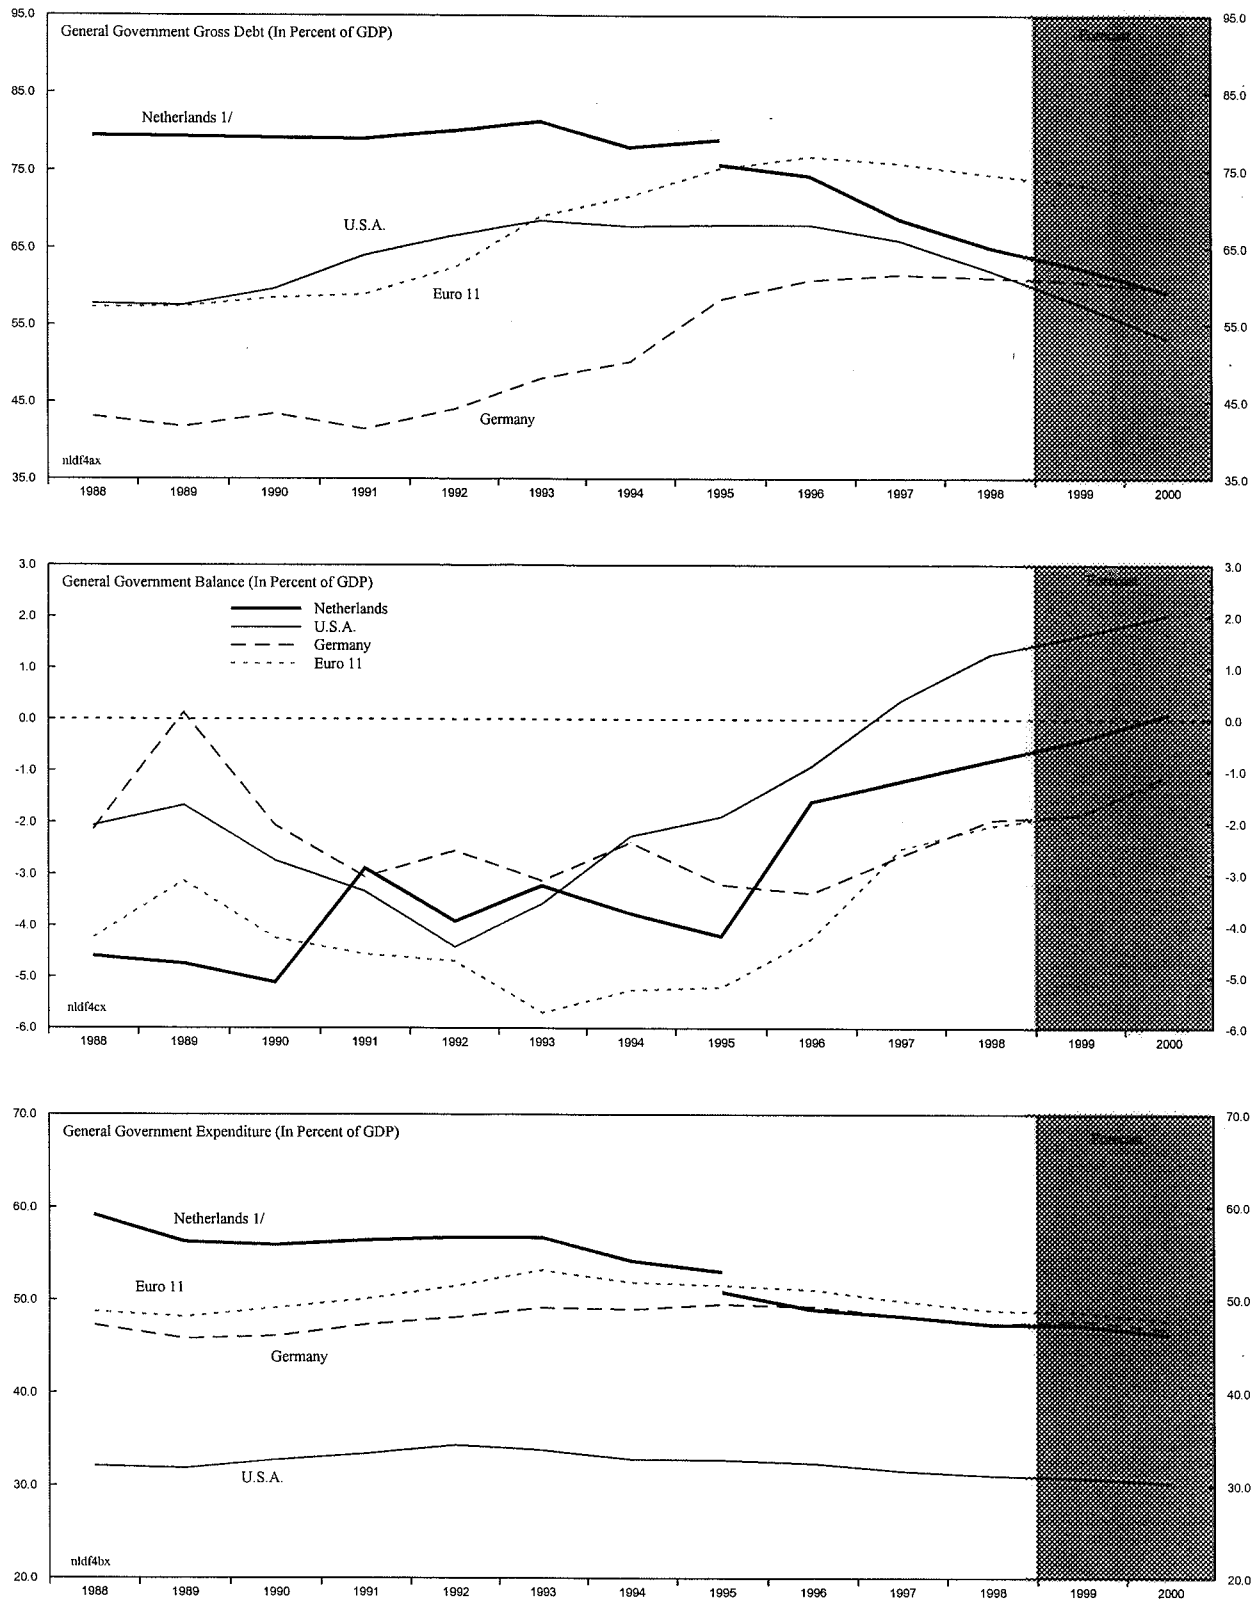 95.0 95.0
General Government Gross Debt (In Percent of GDP) Forecast
85.0 85.0
Netherlands 1/
75.0 75.0
U.S.A.
65.0 65.0
Euro 11
55.0 55.0
45.0 45.0
Germany
nldf4ax
35.0 35.0
1988 1989 1990 1991 1992 1993 1994 1995 1996 1997 1998 1999 2000
3.0 3.0
General Government Balance (In Percent of GDP) Forecast
Netherlands
2.0 2.0
U.S.A.
Germany
Euro 11
1.0 1.0
0.0 0.0
-1.0 -1.0
-2.0 -2.0
-3.0 -3.0
-4.0 -4.0
-5.0 -5.0
nldf4cx
-6.0 -6.0
1988 1989 1990 1991 1992 1993 1994 1995 1996 1997 1998 1999 2000
70.0 70.0
General Government Expenditure (In Percent of GDP) Forecast
60.0 60.0
Netherlands 1/
Euro 11
50.0 50.0
Germany
40.0 40.0
U.S.A.
30.0 30.0
nldf4bx
20.0 20.0
1988 1989 1990 1991 1992 1993 1994 1995 1996 1997 1998 1999 2000